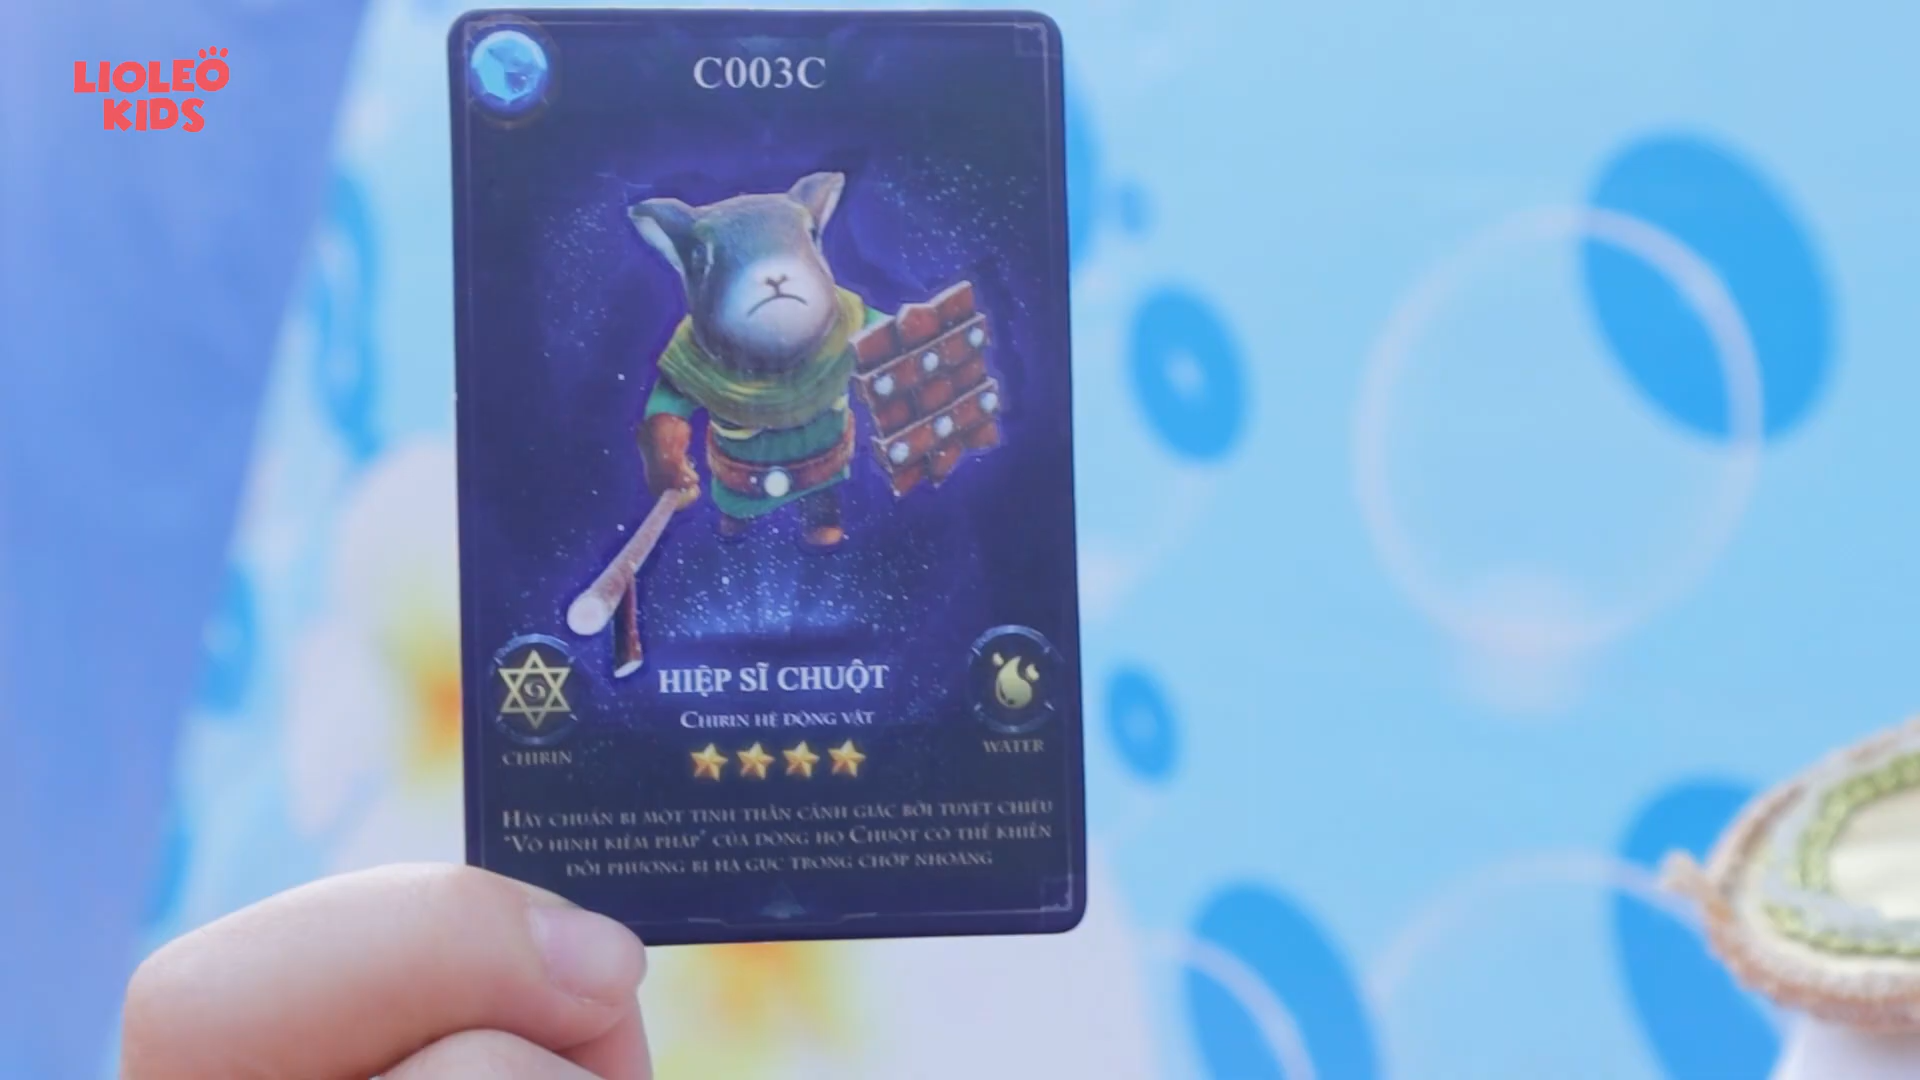 LIOLEO
KIDS
C003C
HIỆP SĨ CHUỘT
CHIRIN HỆ ĐỘNG VẬT
CHIRIN
WATER
HÃY CHUẨN BỊ MỘT TINH THẦN CẢNH GIÁC BỞI TUYỆT CHIÊU
"VÔ HÌNH KIẾM PHÁP" CỦA DÒNG HỌ CHUỘT CÓ THỂ KHIẾN
ĐỐI PHƯƠNG BỊ HẠ GỤC TRONG CHỚP NHOÁNG